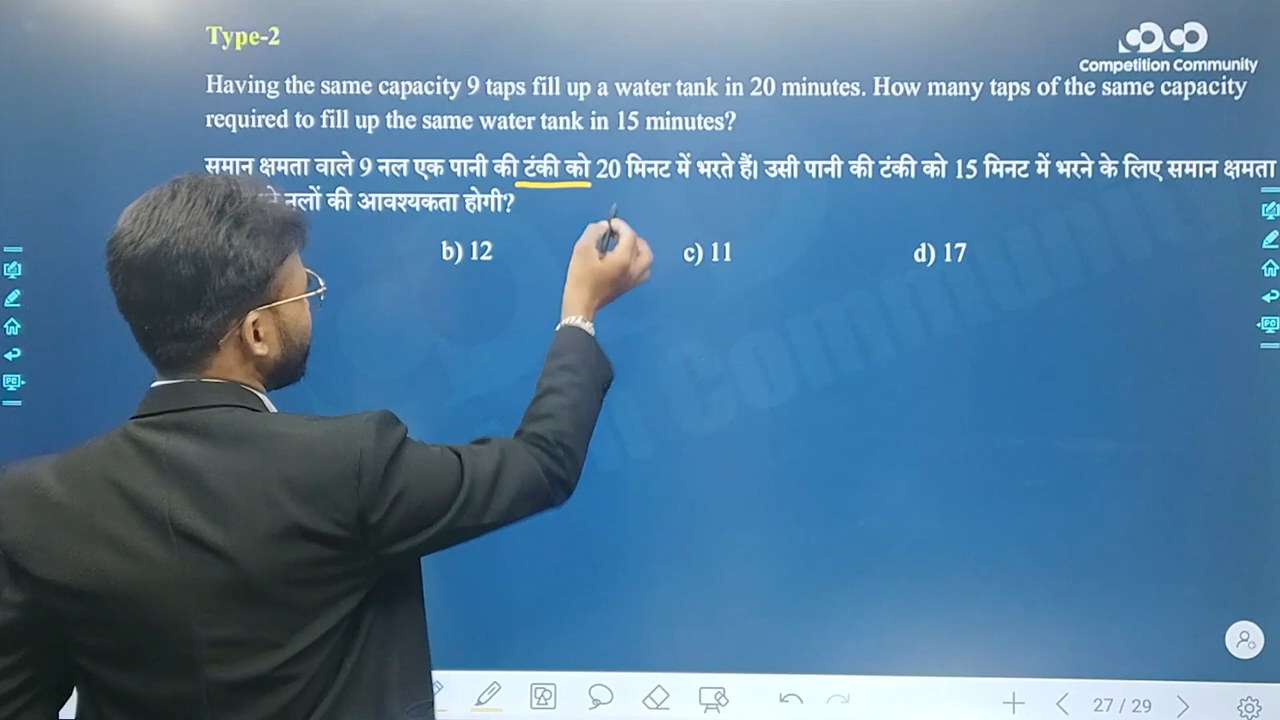 Type-2
Competition Community
Having the same capacity 9 taps fill up a water tank in 20 minutes. How many taps of the same capacity
required to fill up the same water tank in 15 minutes?
समान क्षमता वाले 9 नल एक पानी की टंकी को 20 मिनट में भरते हैं। उसी पानी की टंकी को 15 मिनट में भरने के लिए समान क्षमता
नलों की आवश्यकता होगी?
b) 12
c) 11
d) 17
Community
27 / 29